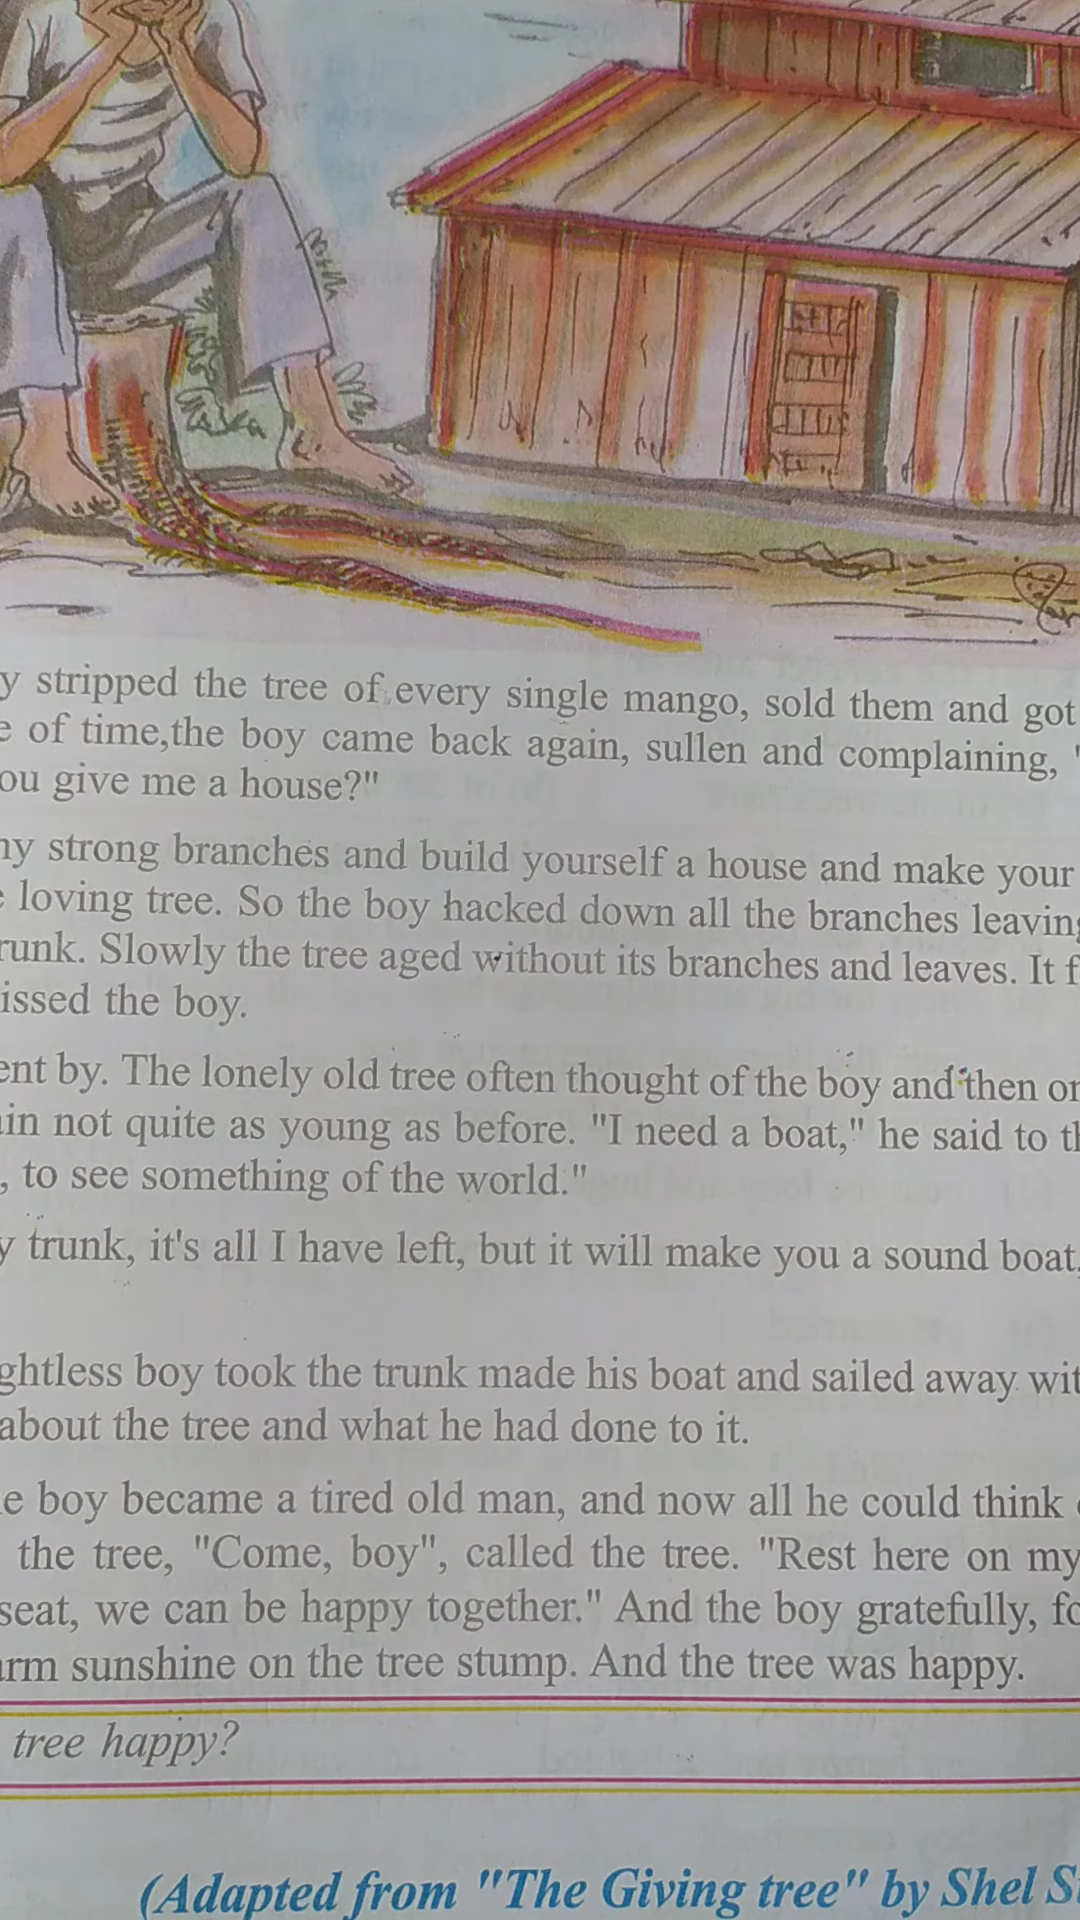 stripped the tree of every single mango, sold them and got
of time,the boy came back again, sullen and complaining, "
ou give me a house?"
strong branches and build yourself a house and make your
loving tree. So the boy hacked down all the branches leaving
runk. Slowly the tree aged without its branches and leaves. It f
issed the boy.
ent by. The lonely old tree often thought of the boy and then
in not quite as young as before. "I need a boat," he said to
, to see something of the world."
y trunk, it's all I have left, but it will make you a sound boat,
ghtless boy took the trunk made his boat and sailed away wit
about the tree and what he had done to it.
e boy became a tired old man, and now all he could think
the tree, "Come, boy", called the tree. "Rest here on my
seat, we can be happy together." And the boy gratefully, fo
arm sunshine on the tree stump. And the tree was happy.
tree happy?
(Adapted from "The Giving tree" by Shel